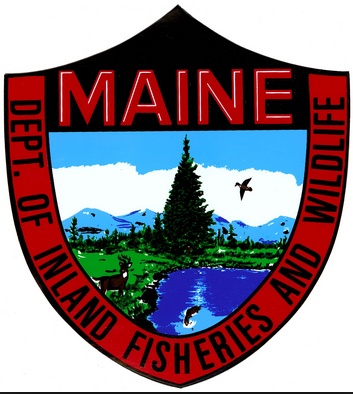 MAINE
DEPT. OF INLAND FISHERIES AND WILDLIFE